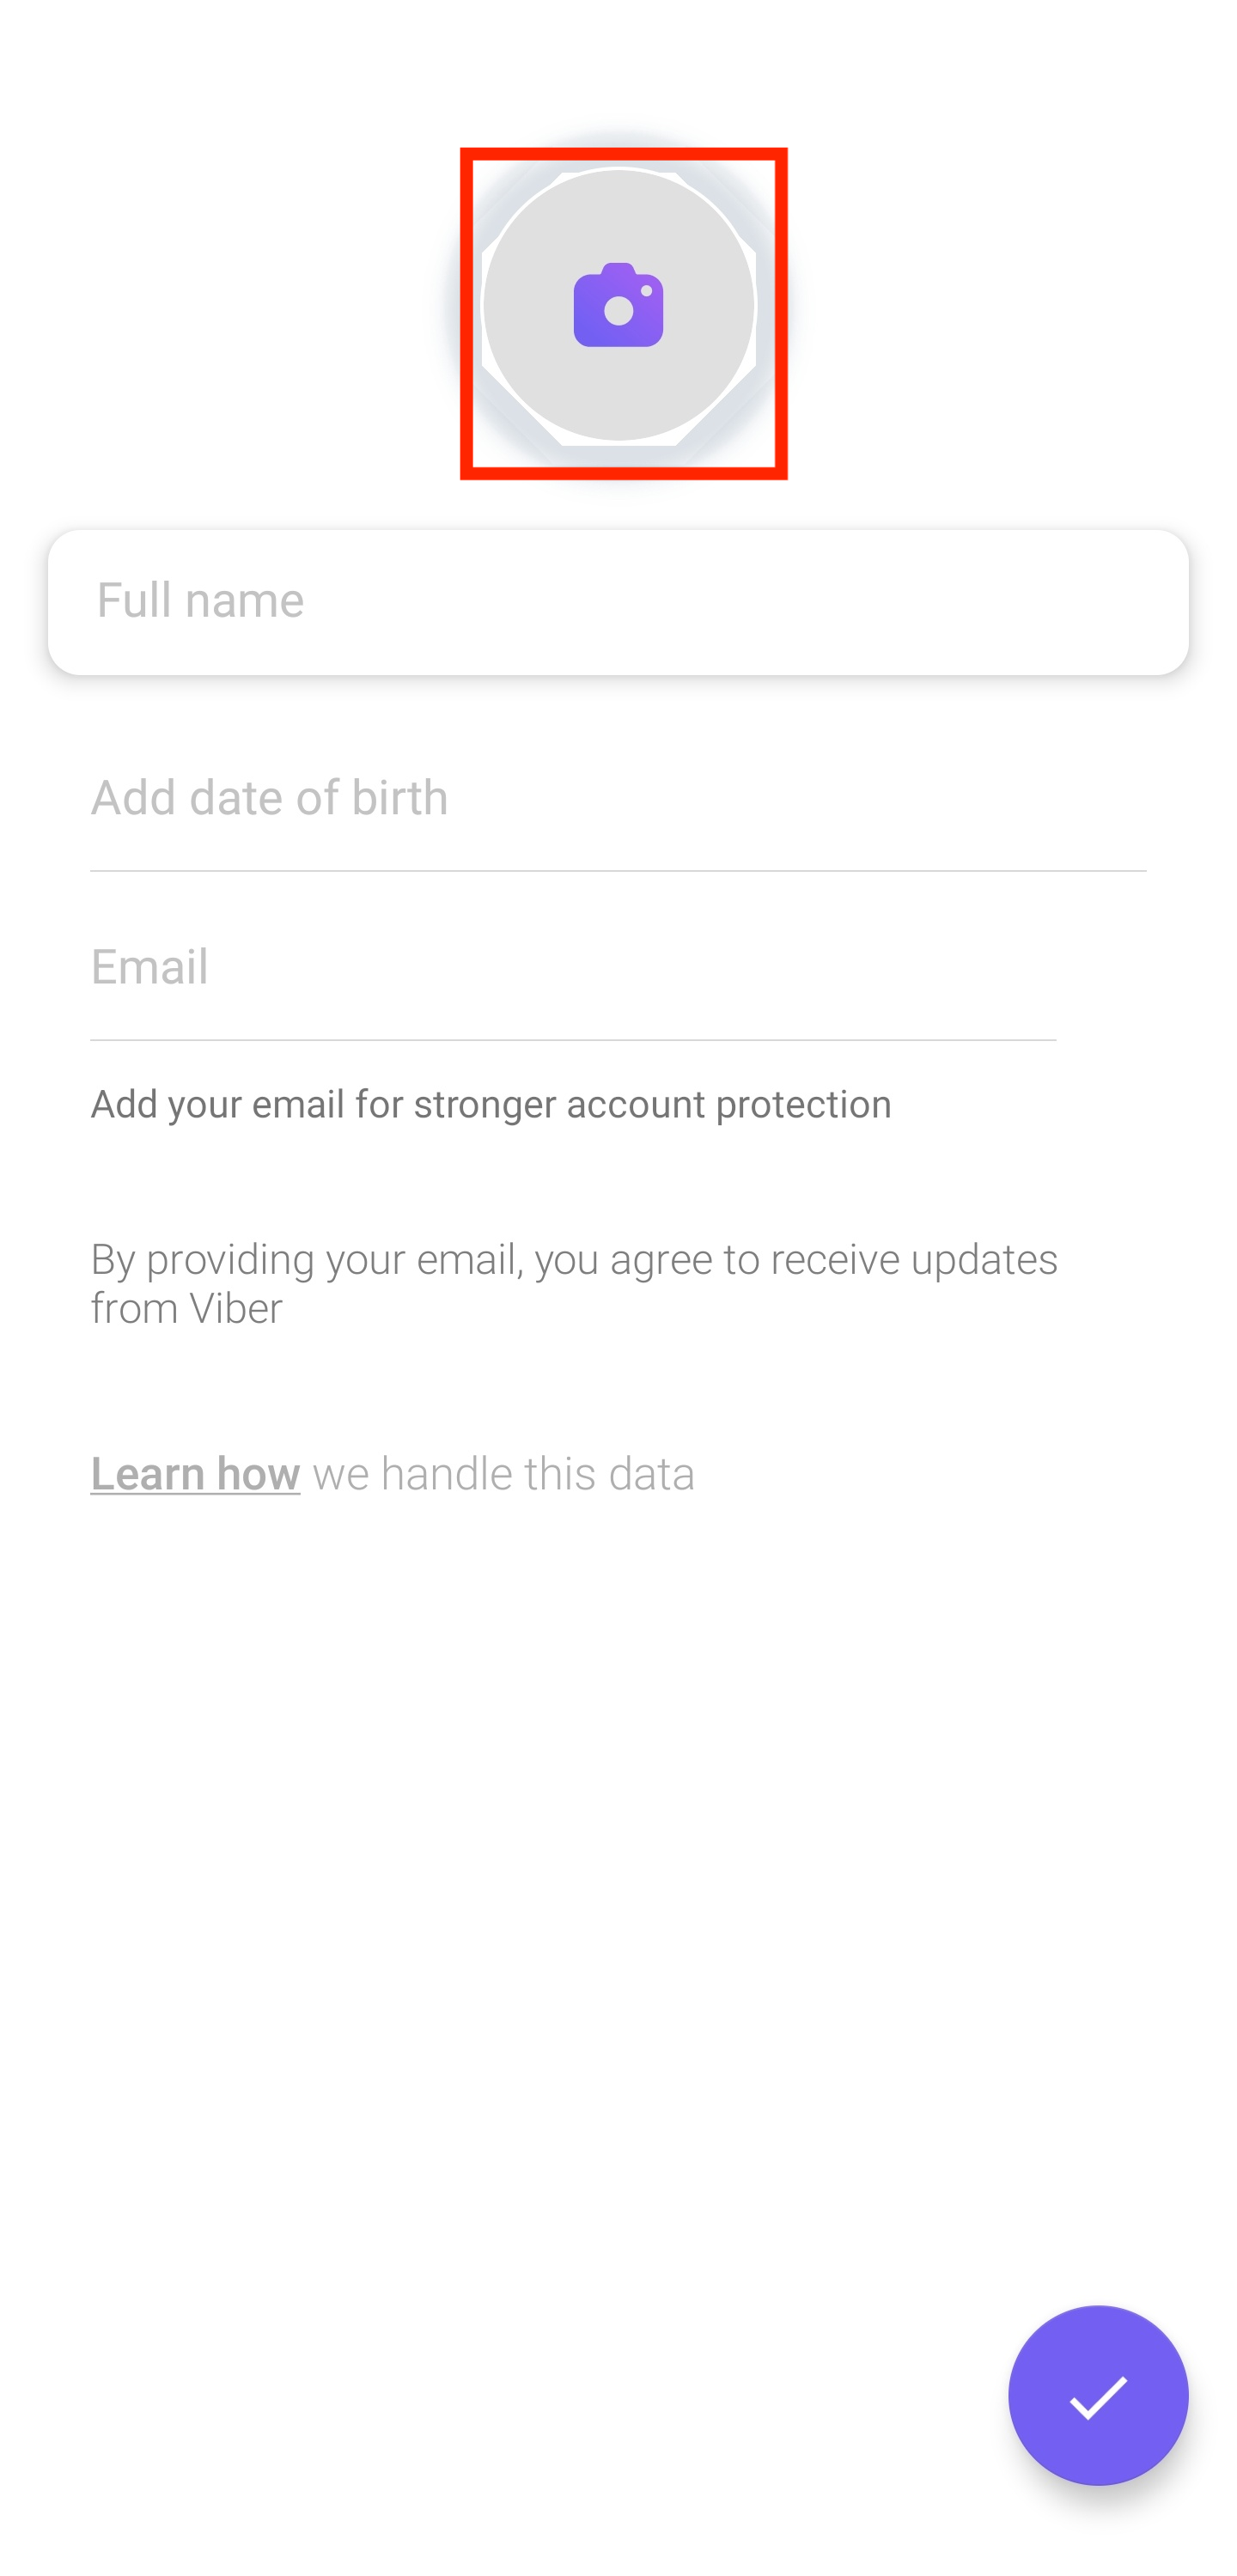 Full name
Add date of birth
Email
Add your email for stronger account protection
By providing your email, you agree to receive updates
from Viber
Learn how we handle this data